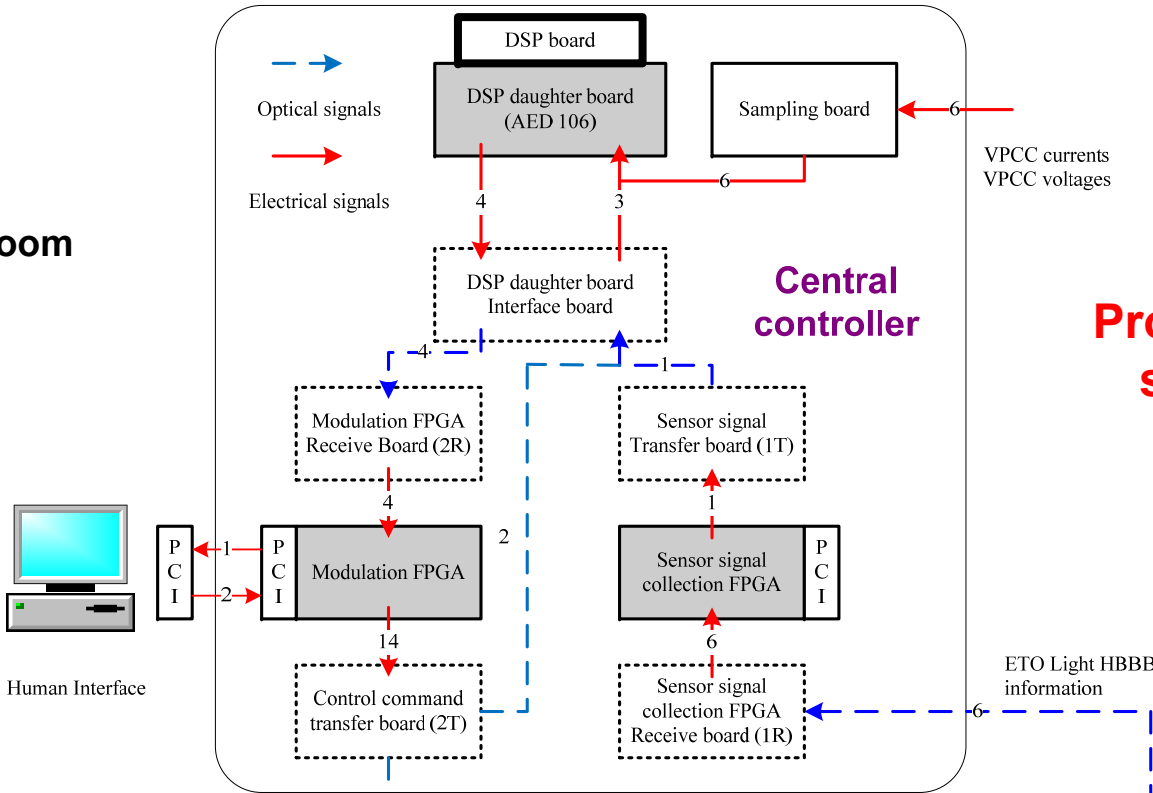 DSP board
Optical signals
DSP daughter board
(AED 106)
Sampling board
6
VPCC currents
VPCC voltages
Electrical signals
6
4
3
oom
DSP daughter board
Interface board
Central
controller
Pro
s
4
1
Modulation FPGA
Receive Board (2R)
Sensor signal
Transfer board (1T)
4
1
2
P
C
I
1
2
P
C
I
Modulation FPGA
Sensor signal
collection FPGA
P
C
I
14
6
Human Interface
Control command
transfer board (2T)
Sensor signal
collection FPGA
Receive board (1R)
ETO Light HBBB
information
6